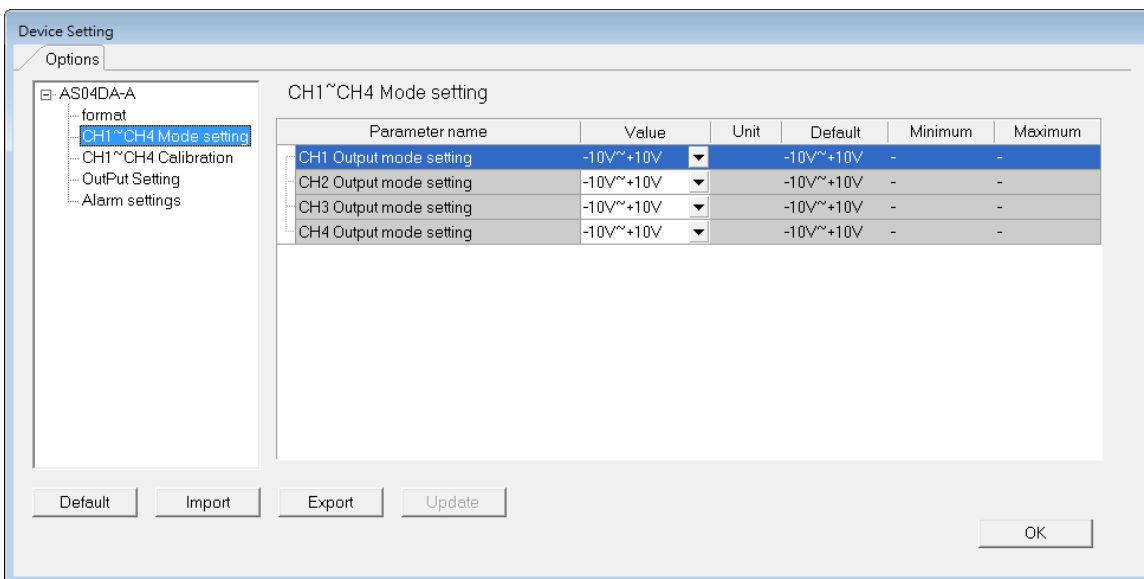 Device Setting
Options
AS04DA-A
format
CH1~CH4 Mode setting
CH1~CH4 Calibration
OutPut Setting
Alarm settings
CH1~CH4 Mode setting
Parameter name Value Unit Default Minimum Maximum
CH1 Output mode setting -10V~+10V -10V~+10V - -
CH2 Output mode setting -10V~+10V -10V~+10V - -
CH3 Output mode setting -10V~+10V -10V~+10V - -
CH4 Output mode setting -10V~+10V -10V~+10V - -
Default Import Export Update
OK